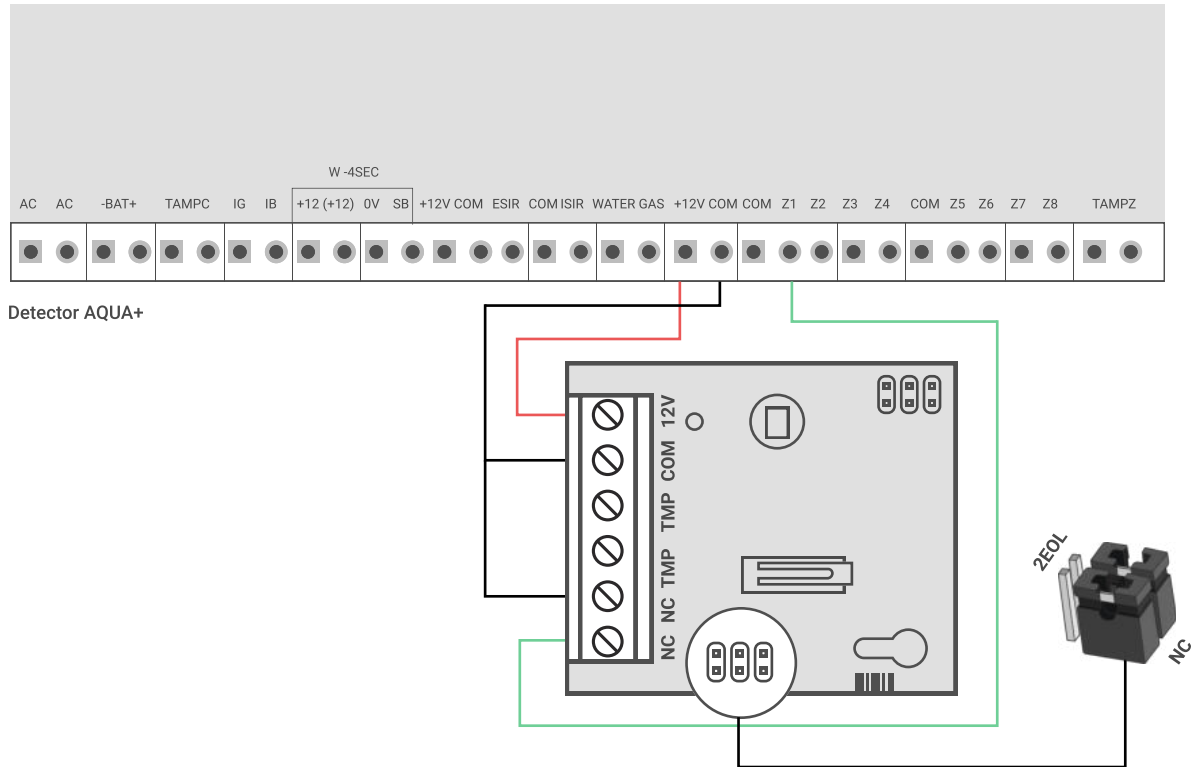 W -4SEC
AC AC -BAT+ TAMPC IG IB +12 (+12) 0V SB +12V COM ESIR COM ISIR WATER GAS +12V COM COM Z1 Z2 Z3 Z4 COM Z5 Z6 Z7 Z8 TAMPZ
Detector AQUA+
12V
COM
TMP
TMP
NC
NC
2EOL
NC